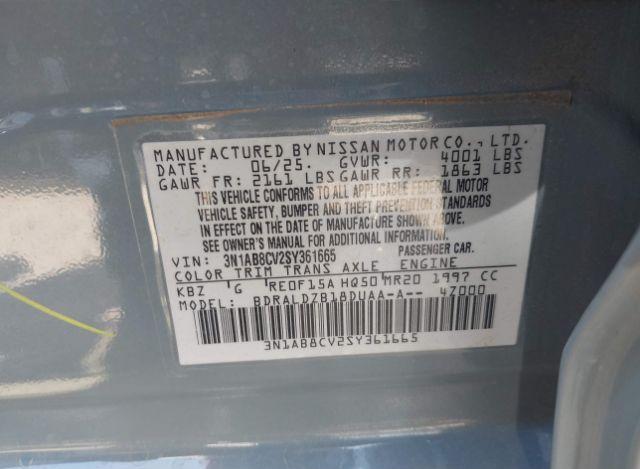 MANUFACTURED BY NISSAN MOTOR CO., LTD.
DATE: 06/25. GVWR: 4001 LBS
GAWR FR: 2161 LBS GAWR RR: 1863 LBS
THIS VEHICLE CONFORMS TO ALL APPLICABLE FEDERAL MOTOR
VEHICLE SAFETY, BUMPER AND THEFT PREVENTION STANDARDS
IN EFFECT ON THE DATE OF MANUFACTURE SHOWN ABOVE.
SEE OWNER'S MANUAL FOR ADDITIONAL INFORMATION.
VIN: 3N1AB8CV2SY361665 PASSENGER CAR.
COLOR TRIM TRANS AXLE ENGINE
KBZ G RE0F15A HQ50 MR20 1997 CC
MODEL: BDRALDZB18DUAA-A-- 4Z000
3N1AB8CV2SY361665